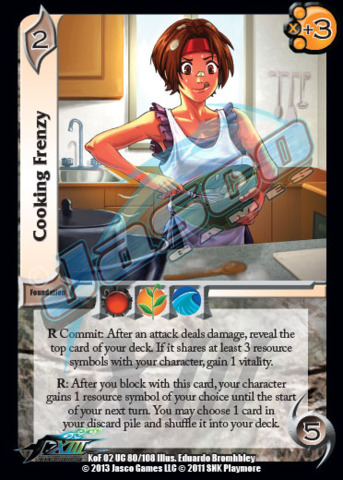 2
x+3
Cooking Frenzy
JASCO
GAMES
Foundation
R Commit: After an attack deals damage, reveal the
top card of your deck. If it shares at least 3 resource
symbols with your character, gain 1 vitality.
R: After you block with this card, your character
gains 1 resource symbol of your choice until the start
of your next turn. You may choose 1 card in
your discard pile and shuffle it into your deck.
5
XIII
KoF 02 UC 80/108 Illus. Eduardo Bromhbley
© 2013 Jasco Games LLC © 2011 SNK Playmore